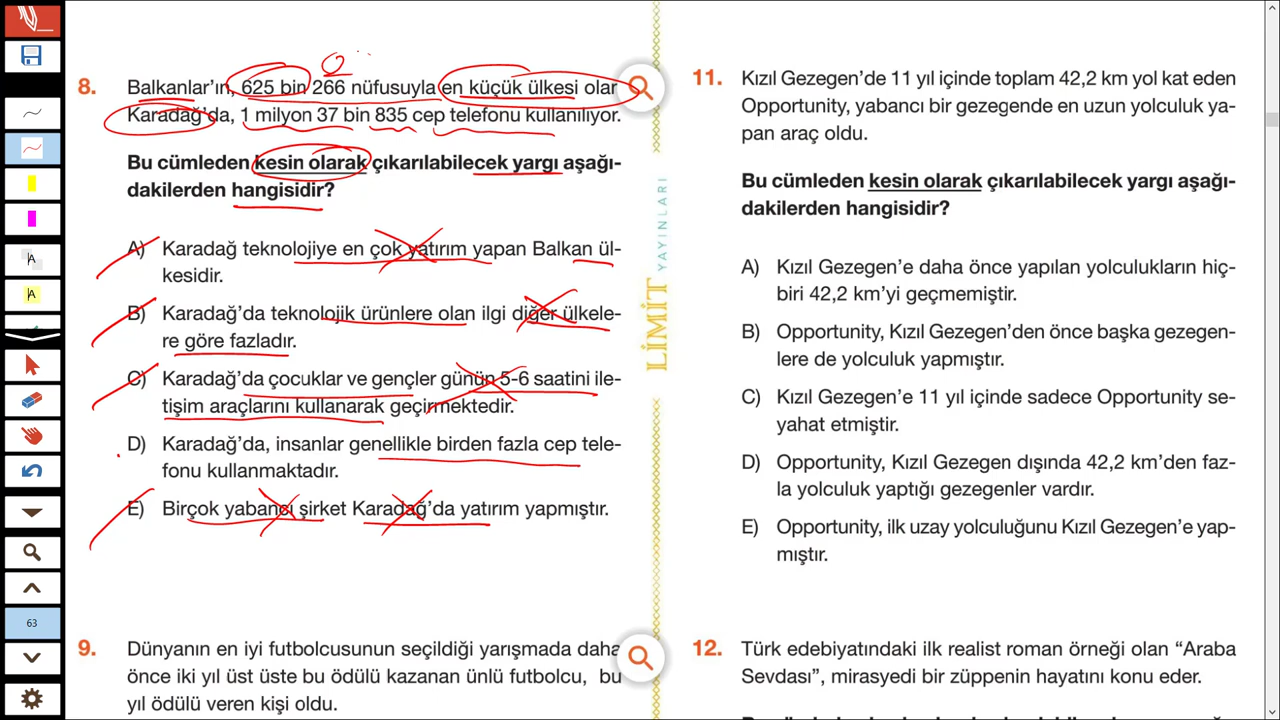 8.
Balkanlar’ın, 625 bin 266 nüfusuyla en küçük ülkesi olan
Karadağ’da, 1 milyon 37 bin 835 cep telefonu kullanılıyor.
Bu cümleden kesin olarak çıkarılabilecek yargı aşağı-
dakilerden hangisidir?
A) Karadağ teknolojiye en çok yatırım yapan Balkan ül-
kesidir.
B) Karadağ’da teknolojik ürünlere olan ilgi diğer ülkele-
re göre fazladır.
C) Karadağ’da çocuklar ve gençler günün 5-6 saatini ile-
tişim araçlarını kullanarak geçirmektedir.
D) Karadağ’da, insanlar genellikle birden fazla cep tele-
fonu kullanmaktadır.
E) Birçok yabancı şirket Karadağ’da yatırım yapmıştır.
9.
Dünyanın en iyi futbolcusunun seçildiği yarışmada daha
önce iki yıl üst üste bu ödülü kazanan ünlü futbolcu, bu
yıl ödülü veren kişi oldu.
LİMİT YAYINLARI
11.
Kızıl Gezegen’de 11 yıl içinde toplam 42,2 km yol kat eden
Opportunity, yabancı bir gezegende en uzun yolculuk ya-
pan araç oldu.
Bu cümleden kesin olarak çıkarılabilecek yargı aşağı-
dakilerden hangisidir?
A) Kızıl Gezegen’e daha önce yapılan yolculukların hiç-
biri 42,2 km’yi geçmemiştir.
B) Opportunity, Kızıl Gezegen’den önce başka gezegen-
lere de yolculuk yapmıştır.
C) Kızıl Gezegen’e 11 yıl içinde sadece Opportunity se-
yahat etmiştir.
D) Opportunity, Kızıl Gezegen dışında 42,2 km’den faz-
la yolculuk yaptığı gezegenler vardır.
E) Opportunity, ilk uzay yolculuğunu Kızıl Gezegen’e yap-
mıştır.
12.
Türk edebiyatındaki ilk realist roman örneği olan “Araba
Sevdası”, mirasyedi bir züppenin hayatını konu eder.
A
A
63